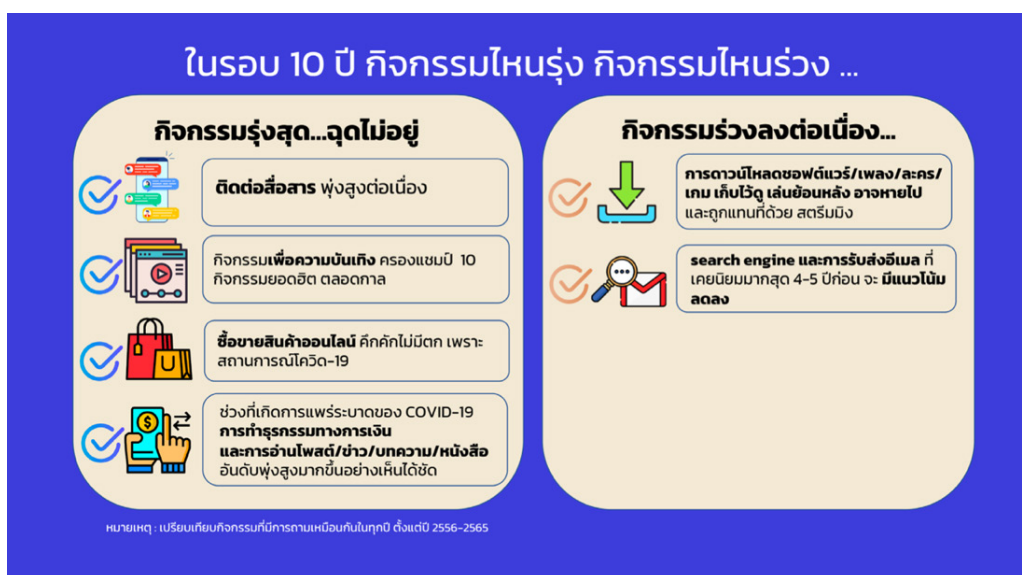 ในรอบ 10 ปี กิจกรรมไหนรุ่ง กิจกรรมไหนร่วง ...
กิจกรรมรุ่งสุด...ฉุดไม่อยู่
ติดต่อสื่อสาร พุ่งสูงต่อเนื่อง
กิจกรรมเพื่อความบันเทิง ครองแชมป์ 10
กิจกรรมยอดฮิต ตลอดกาล
ซื้อขายสินค้าออนไลน์ คึกคักไม่มีตก เพราะ
สถานการณ์โควิด-19
ช่วงที่เกิดการแพร่ระบาดของ COVID-19
การทำธุรกรรมทางการเงิน
และการอ่านโพสต์/ข่าว/บทความ/หนังสือ
อันดับพุ่งสูงมากขึ้นอย่างเห็นได้ชัด
กิจกรรมร่วงลงต่อเนื่อง...
การดาวน์โหลดซอฟต์แวร์/เพลง/ละคร/
เกม เก็บไว้ดู เล่นย้อนหลัง อาจหายไป
และถูกแทนที่ด้วย สตรีมมิง
search engine และการรับส่งอีเมล ที่
เคยนิยมมากสุด 4-5 ปีก่อน จะ มีแนวโน้ม
ลดลง
หมายเหตุ : เปรียบเทียบกิจกรรมที่มีการถามเหมือนกันในทุกปี ตั้งแต่ปี 2556-2565